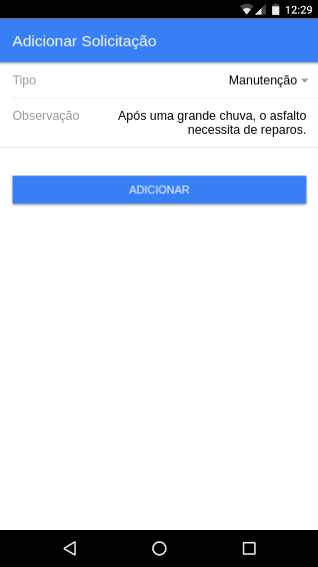 12:29
Adicionar Solicitação
Tipo
Manutenção
Observação
Após uma grande chuva, o asfalto
necessita de reparos.
ADICIONAR